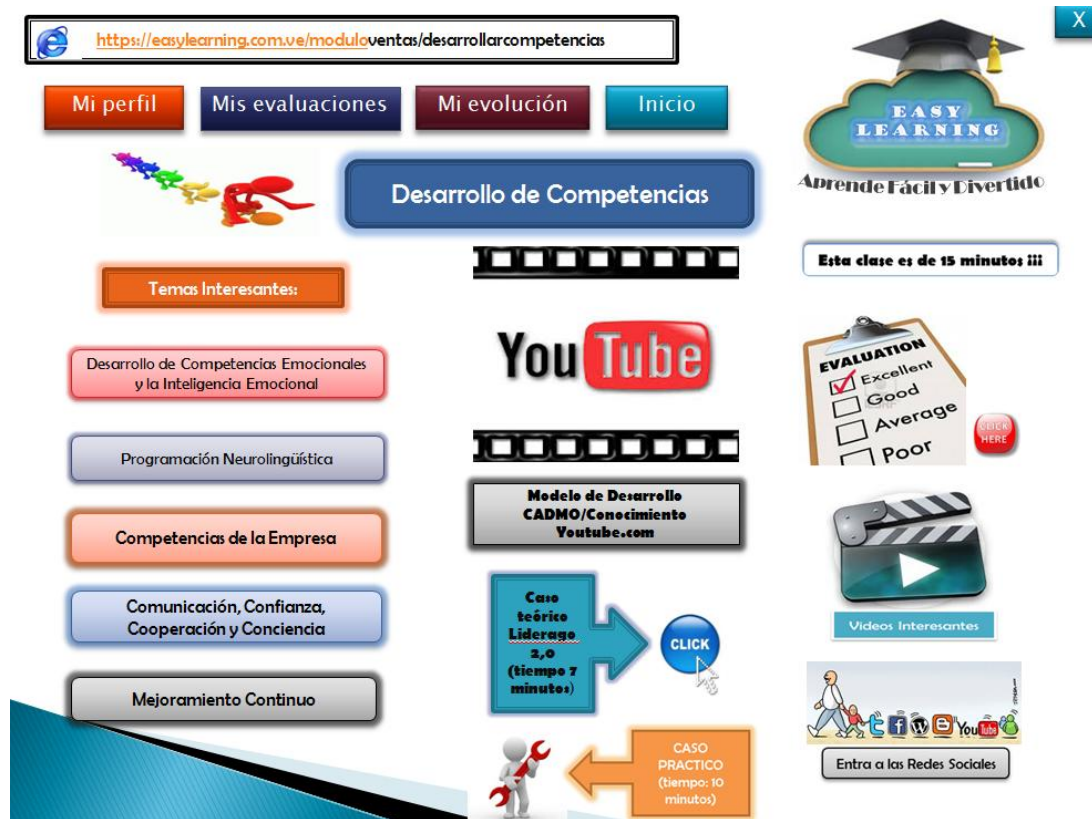 https://easylearning.com.ve/moduloventas/desarrollarcompetencias
X
Mi perfil
Mis evaluaciones
Mi evolución
Inicio
EASY
LEARNING
Aprende Fácil y Divertido
Desarrollo de Competencias
Esta clase es de 15 minutos ¡¡¡
Temas Interesantes:
Desarrollo de Competencias Emocionales
y la Inteligencia Emocional
Programación Neurolingüística
Competencias de la Empresa
Comunicación, Confianza,
Cooperación y Conciencia
Mejoramiento Continuo
You Tube
Modelo de Desarrollo
CADMO/Conocimiento
Youtube.com
Caso
teórico
Liderago
2,0
(tiempo 7
minutos)
CLICK
CASO
PRACTICO
(tiempo: 10
minutos)
EVALUATION
Excellent
Good
Average
Poor
CLICK
HERE
Videos Interesantes
You Tube
Entra a las Redes Sociales